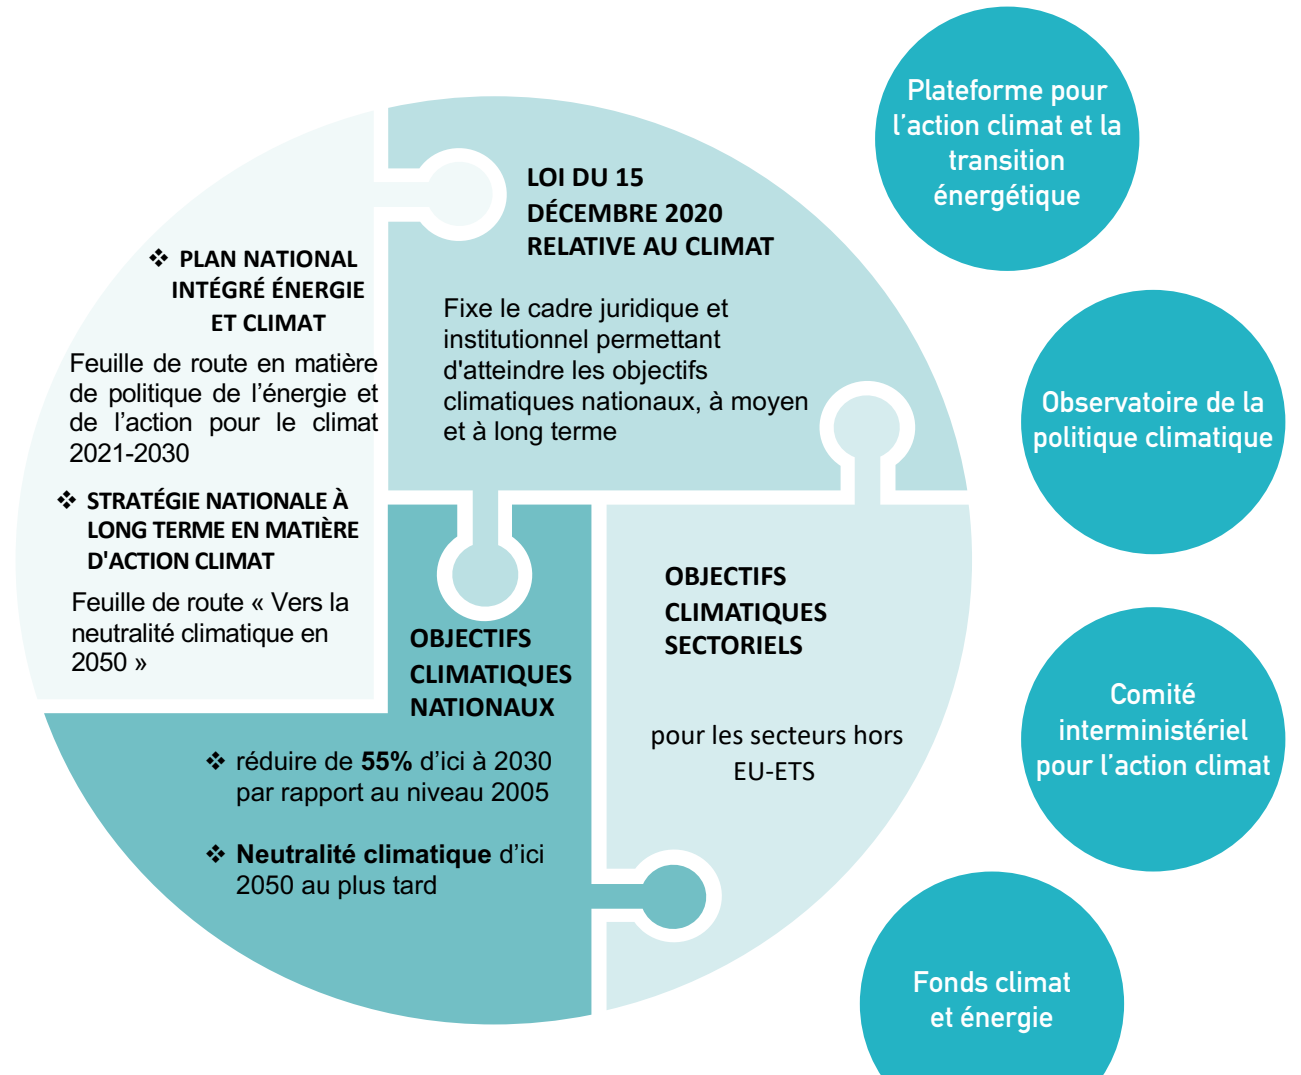 ❖ PLAN NATIONAL
INTÉGRÉ ÉNERGIE
ET CLIMAT
Feuille de route en matière
de politique de l’énergie et
de l’action pour le climat
2021-2030
❖ STRATÉGIE NATIONALE À
LONG TERME EN MATIÈRE
D'ACTION CLIMAT
Feuille de route « Vers la
neutralité climatique en
2050 »
LOI DU 15
DÉCEMBRE 2020
RELATIVE AU CLIMAT
Fixe le cadre juridique et
institutionnel permettant
d'atteindre les objectifs
climatiques nationaux, à moyen
et à long terme
OBJECTIFS
CLIMATIQUES
NATIONAUX
❖ réduire de 55% d’ici à 2030
par rapport au niveau 2005
❖ Neutralité climatique d’ici
2050 au plus tard
OBJECTIFS
CLIMATIQUES
SECTORIELS
pour les secteurs hors
EU-ETS
Plateforme pour
l’action climat et la
transition
énergétique
Observatoire de la
politique climatique
Comité
interministériel
pour l’action climat
Fonds climat
et énergie